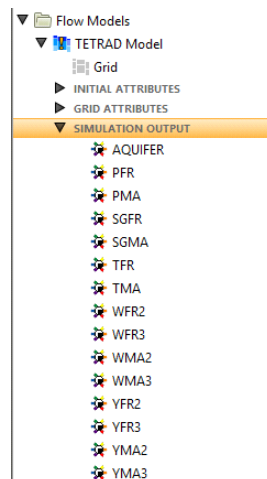 Flow Models
TETRAD Model
Grid
INITIAL ATTRIBUTES
GRID ATTRIBUTES
SIMULATION OUTPUT
AQUIFER
PFR
PMA
SGFR
SGMA
TFR
TMA
WFR2
WFR3
WMA2
WMA3
YFR2
YFR3
YMA2
YMA3